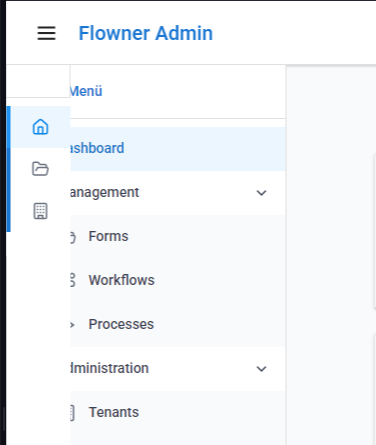 Flowner Admin
Menü
ashboard
anagement
Forms
Workflows
Processes
dministration
Tenants